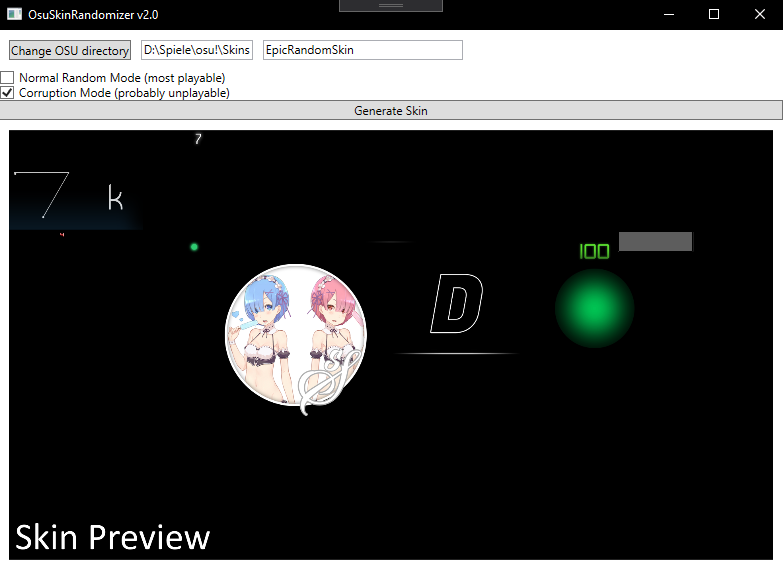 OsuSkinRandomizer v2.0
Change OSU directory D:\Spiele\osu!\Skins EpicRandomSkin
Normal Random Mode (most playable)
Corruption Mode (probably unplayable)
Generate Skin
7
7 k
4
100
D
S
Skin Preview